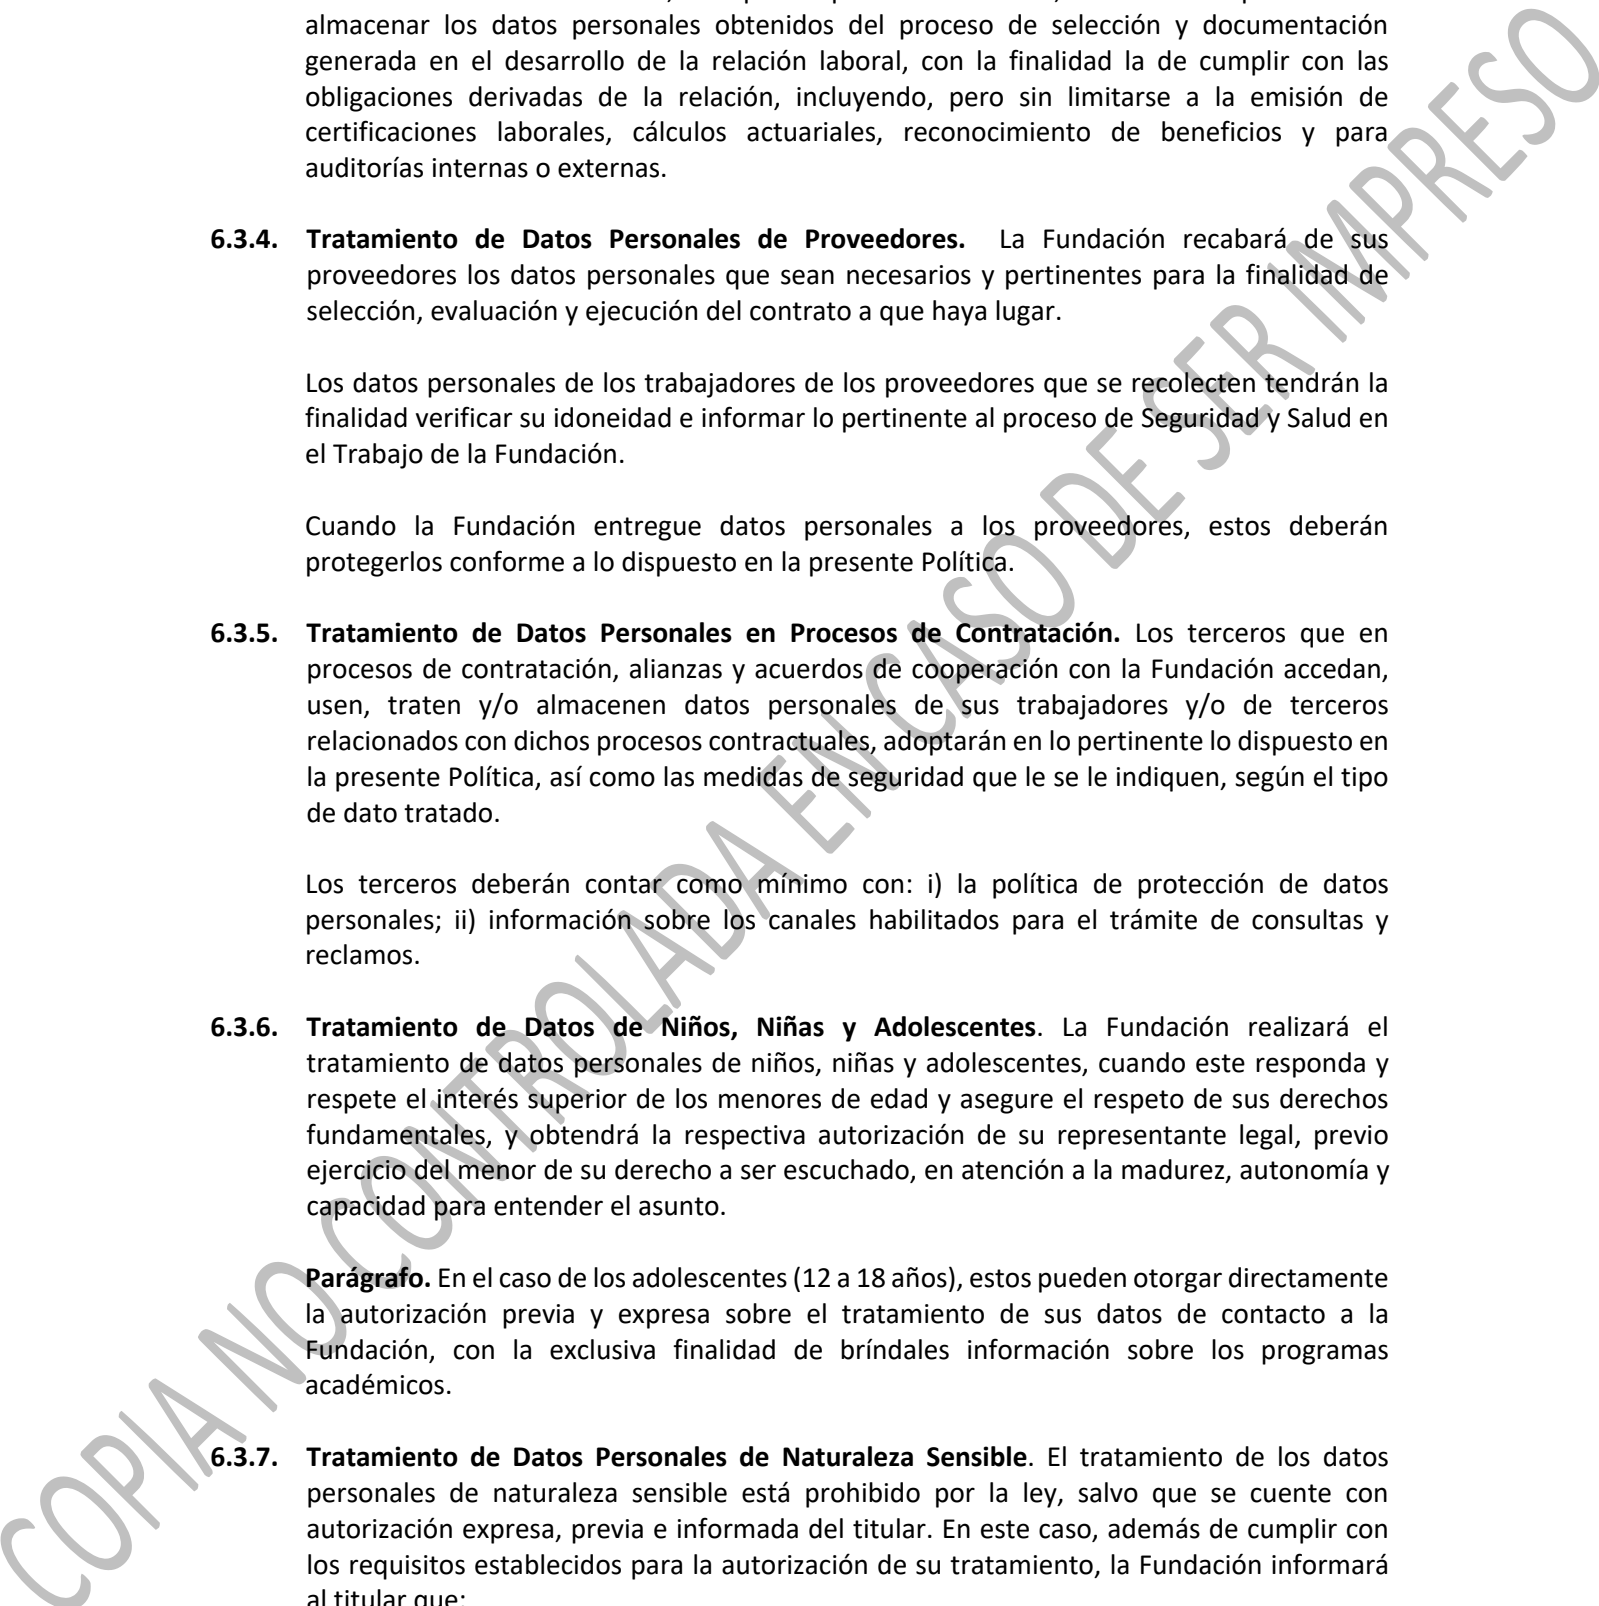 almacenar los datos personales obtenidos del proceso de selección y documentación
generada en el desarrollo de la relación laboral, con la finalidad la de cumplir con las
obligaciones derivadas de la relación, incluyendo, pero sin limitarse a la emisión de
certificaciones laborales, cálculos actuariales, reconocimiento de beneficios y para
auditorías internas o externas.
6.3.4. Tratamiento de Datos Personales de Proveedores. La Fundación recabará de sus
proveedores los datos personales que sean necesarios y pertinentes para la finalidad de
selección, evaluación y ejecución del contrato a que haya lugar.
Los datos personales de los trabajadores de los proveedores que se recolecten tendrán la
finalidad verificar su idoneidad e informar lo pertinente al proceso de Seguridad y Salud en
el Trabajo de la Fundación.
Cuando la Fundación entregue datos personales a los proveedores, estos deberán
protegerlos conforme a lo dispuesto en la presente Política.
6.3.5. Tratamiento de Datos Personales en Procesos de Contratación. Los terceros que en
procesos de contratación, alianzas y acuerdos de cooperación con la Fundación accedan,
usen, traten y/o almacenen datos personales de sus trabajadores y/o de terceros
relacionados con dichos procesos contractuales, adoptarán en lo pertinente lo dispuesto en
la presente Política, así como las medidas de seguridad que le se le indiquen, según el tipo
de dato tratado.
Los terceros deberán contar como mínimo con: i) la política de protección de datos
personales; ii) información sobre los canales habilitados para el trámite de consultas y
reclamos.
6.3.6. Tratamiento de Datos de Niños, Niñas y Adolescentes. La Fundación realizará el
tratamiento de datos personales de niños, niñas y adolescentes, cuando este responda y
respete el interés superior de los menores de edad y asegure el respeto de sus derechos
fundamentales, y obtendrá la respectiva autorización de su representante legal, previo
ejercicio del menor de su derecho a ser escuchado, en atención a la madurez, autonomía y
capacidad para entender el asunto.
Parágrafo. En el caso de los adolescentes (12 a 18 años), estos pueden otorgar directamente
la autorización previa y expresa sobre el tratamiento de sus datos de contacto a la
Fundación, con la exclusiva finalidad de bríndales información sobre los programas
académicos.
6.3.7. Tratamiento de Datos Personales de Naturaleza Sensible. El tratamiento de los datos
personales de naturaleza sensible está prohibido por la ley, salvo que se cuente con
autorización expresa, previa e informada del titular. En este caso, además de cumplir con
los requisitos establecidos para la autorización de su tratamiento, la Fundación informará
al titular que:
COPIA NO CONTROLADA EN CASO DE SER IMPRESO